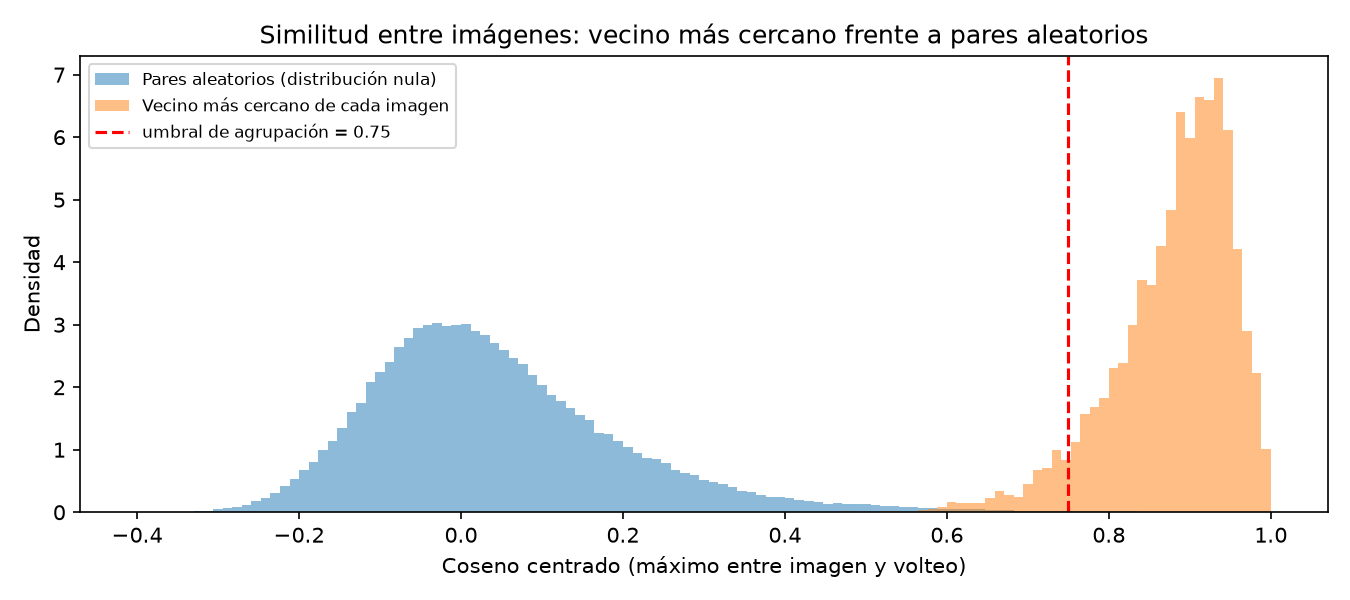 Similitud entre imágenes: vecino más cercano frente a pares aleatorios
Pares aleatorios (distribución nula)
Vecino más cercano de cada imagen
umbral de agrupación = 0.75
Densidad
7
6
5
4
3
2
1
0
−0.4 −0.2 0.0 0.2 0.4 0.6 0.8 1.0
Coseno centrado (máximo entre imagen y volteo)